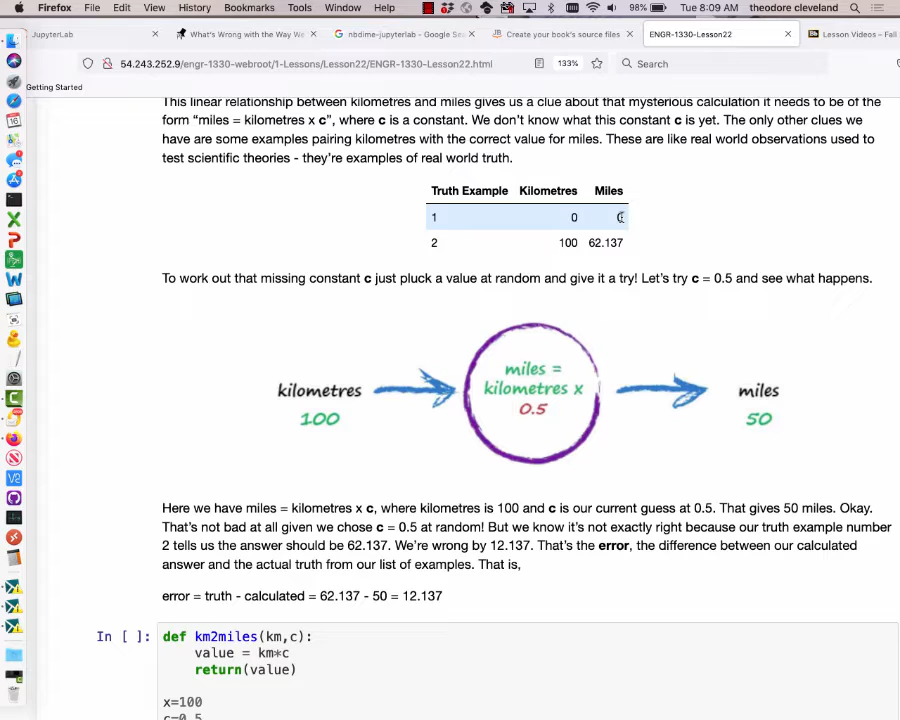 Firefox File Edit View History Bookmarks Tools Window Help 98% Tue 8:09 AM theodore cleveland
JupyterLab What's Wrong with the Way We nbdime-jupyterlab - Google Se Create your book's source files ENGR-1330-Lesson22 Lesson Videos – Fall
54.243.252.9/engr-1330-webroot/1-Lessons/Lesson22/ENGR-1330-Lesson22.html 133% Search
Getting Started
This linear relationship between kilometres and miles gives us a clue about that mysterious calculation it needs to be of the
form "miles = kilometres x c", where c is a constant. We don't know what this constant c is yet. The only other clues we
have are some examples pairing kilometres with the correct value for miles. These are like real world observations used to
test scientific theories - they're examples of real world truth.
Truth Example Kilometres Miles
1 0 0
2 100 62.137
To work out that missing constant c just pluck a value at random and give it a try! Let's try c = 0.5 and see what happens.
miles =
kilometres x
0.5
kilometres
100
miles
50
Here we have miles = kilometres x c, where kilometres is 100 and c is our current guess at 0.5. That gives 50 miles. Okay.
That's not bad at all given we chose c = 0.5 at random! But we know it's not exactly right because our truth example number
2 tells us the answer should be 62.137. We're wrong by 12.137. That's the error, the difference between our calculated
answer and the actual truth from our list of examples. That is,
error = truth - calculated = 62.137 - 50 = 12.137
In [ ]: def km2miles(km,c):
value = km*c
return(value)
x=100
c=0.5